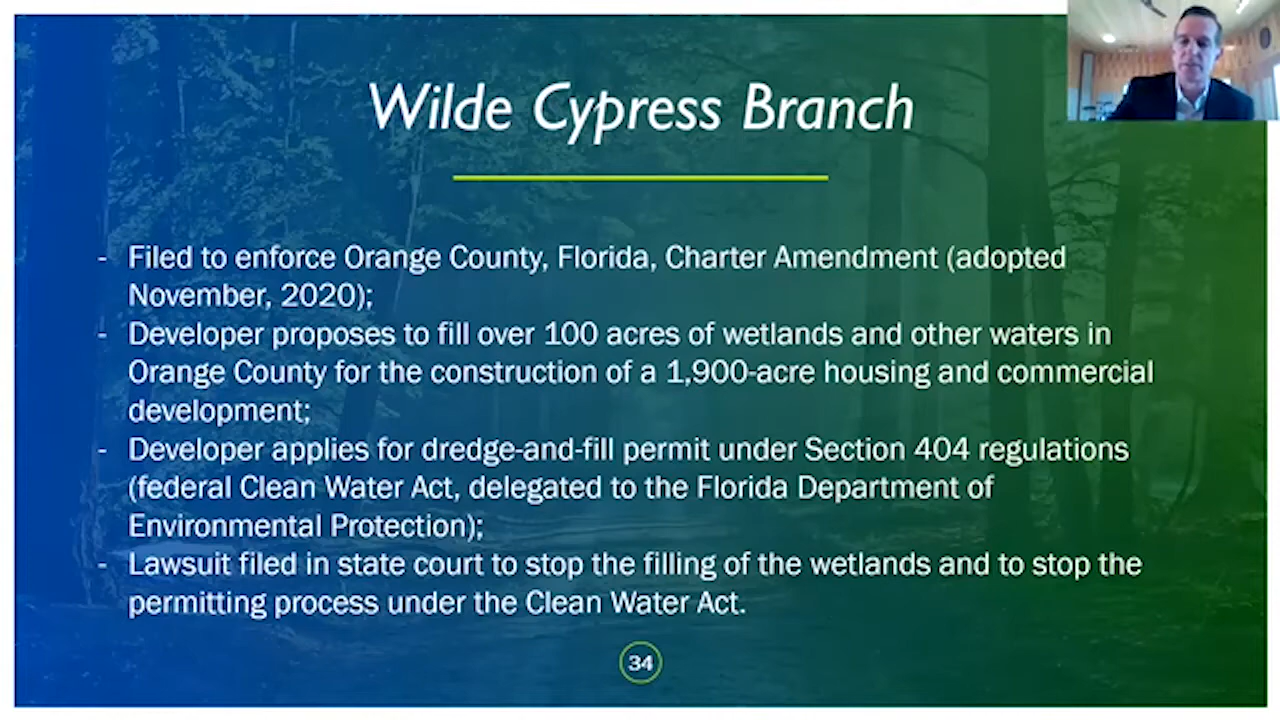 Wilde Cypress Branch
- Filed to enforce Orange County, Florida, Charter Amendment (adopted
November, 2020);
- Developer proposes to fill over 100 acres of wetlands and other waters in
Orange County for the construction of a 1,900-acre housing and commercial
development;
- Developer applies for dredge-and-fill permit under Section 404 regulations
(federal Clean Water Act, delegated to the Florida Department of
Environmental Protection);
- Lawsuit filed in state court to stop the filling of the wetlands and to stop the
permitting process under the Clean Water Act.
34